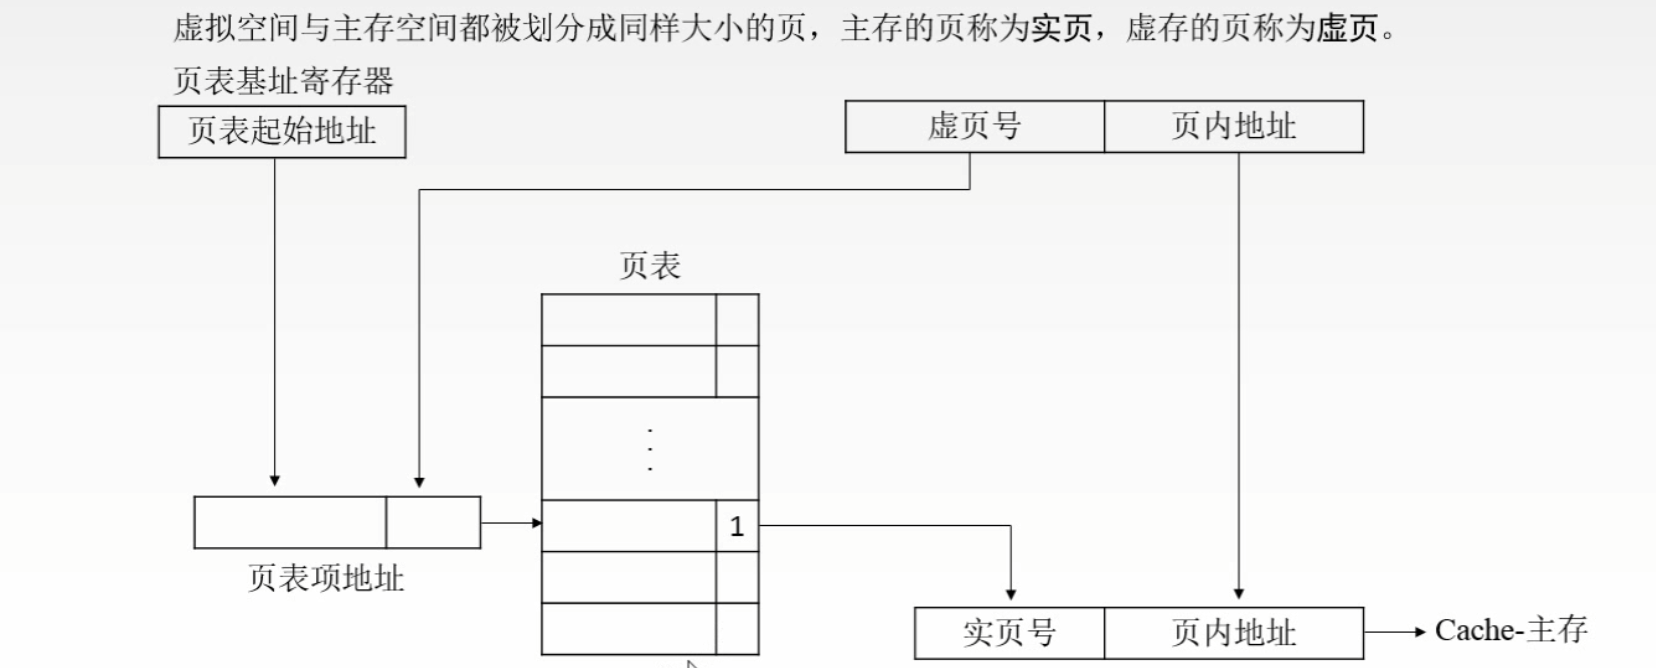 虚拟空间与主存空间都被划分成同样大小的页，主存的页称为实页，虚存的页称为虚页。
页表基址寄存器
页表起始地址
虚页号
页内地址
页表
1
页表项地址
实页号
页内地址
Cache-主存